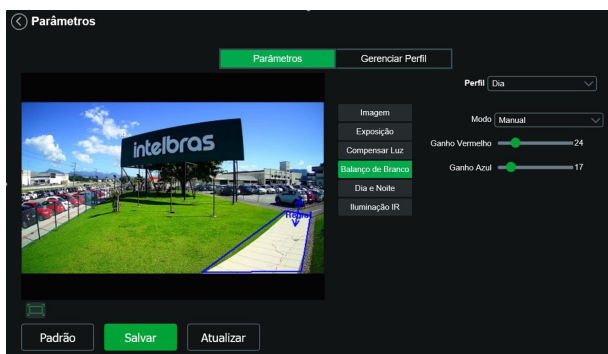 Parâmetros
Parâmetros
Gerenciar Perfil
Perfil
Dia
Imagem
Exposição
Compensar Luz
Balanço de Branco
Dia e Noite
Iluminação IR
Modo
Manual
Ganho Vermelho
24
Ganho Azul
17
intelbras
Padrão
Salvar
Atualizar